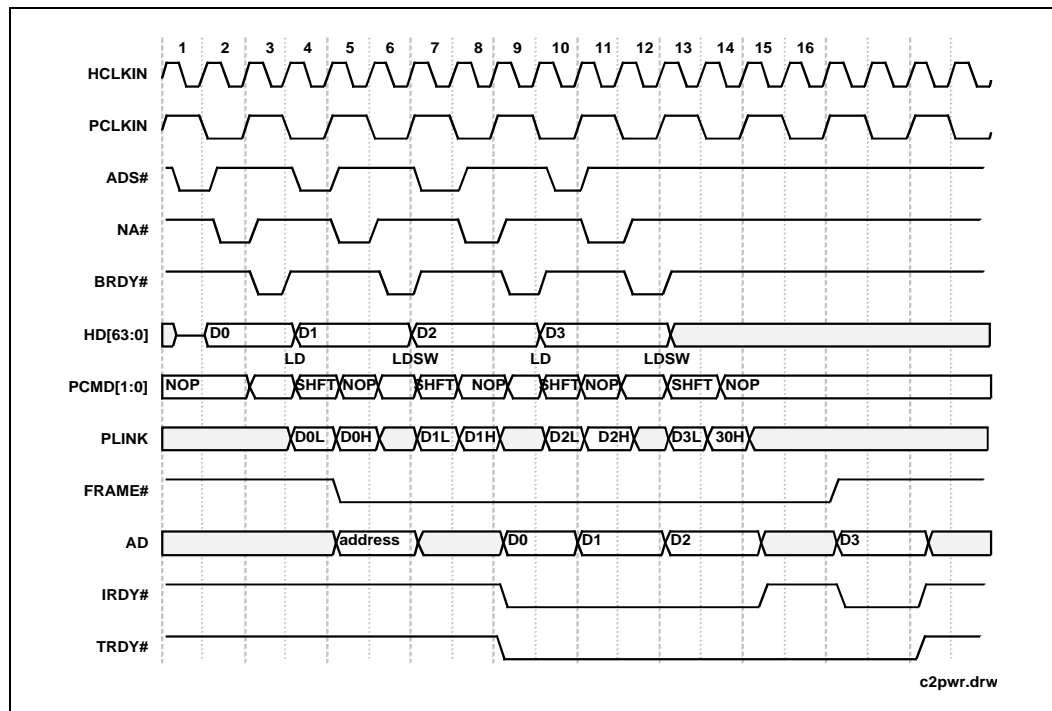 1 2 3 4 5 6 7 8 9 10 11 12 13 14 15 16
HCLKIN
PCLKIN
ADS#
NA#
BRDY#
HD[63:0] D0 D1 D2 D3
LD LDSW LD LDSW
PCMD[1:0] NOP SHFT NOP SHFT NOP SHFT NOP SHFT NOP
PLINK D0L D0H D1L D1H D2L D2H D3L 30H
FRAME#
AD address D0 D1 D2 D3
IRDY#
TRDY#
c2pwr.drw